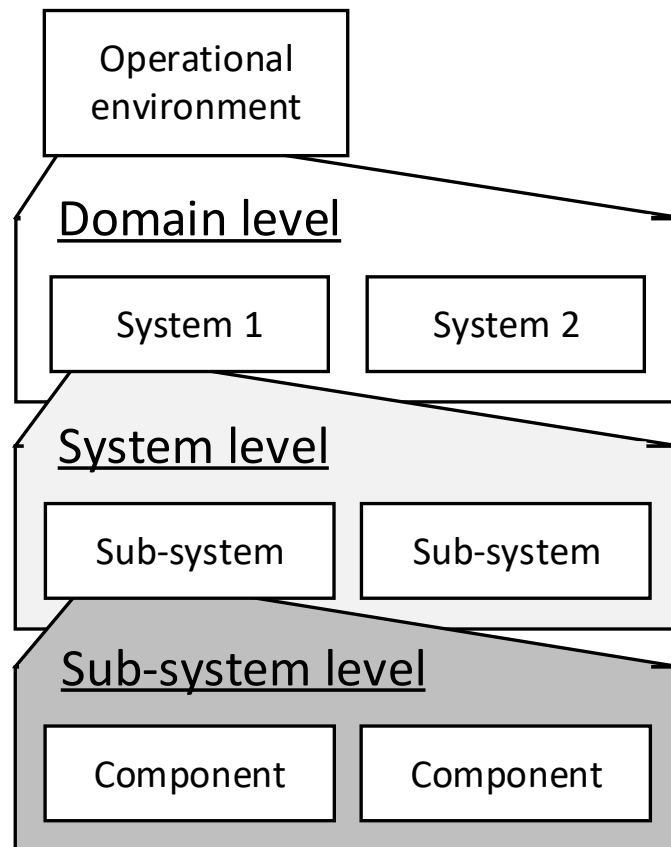 Operational
environment
Domain level
System 1
System 2
System level
Sub-system
Sub-system
Sub-system level
Component
Component